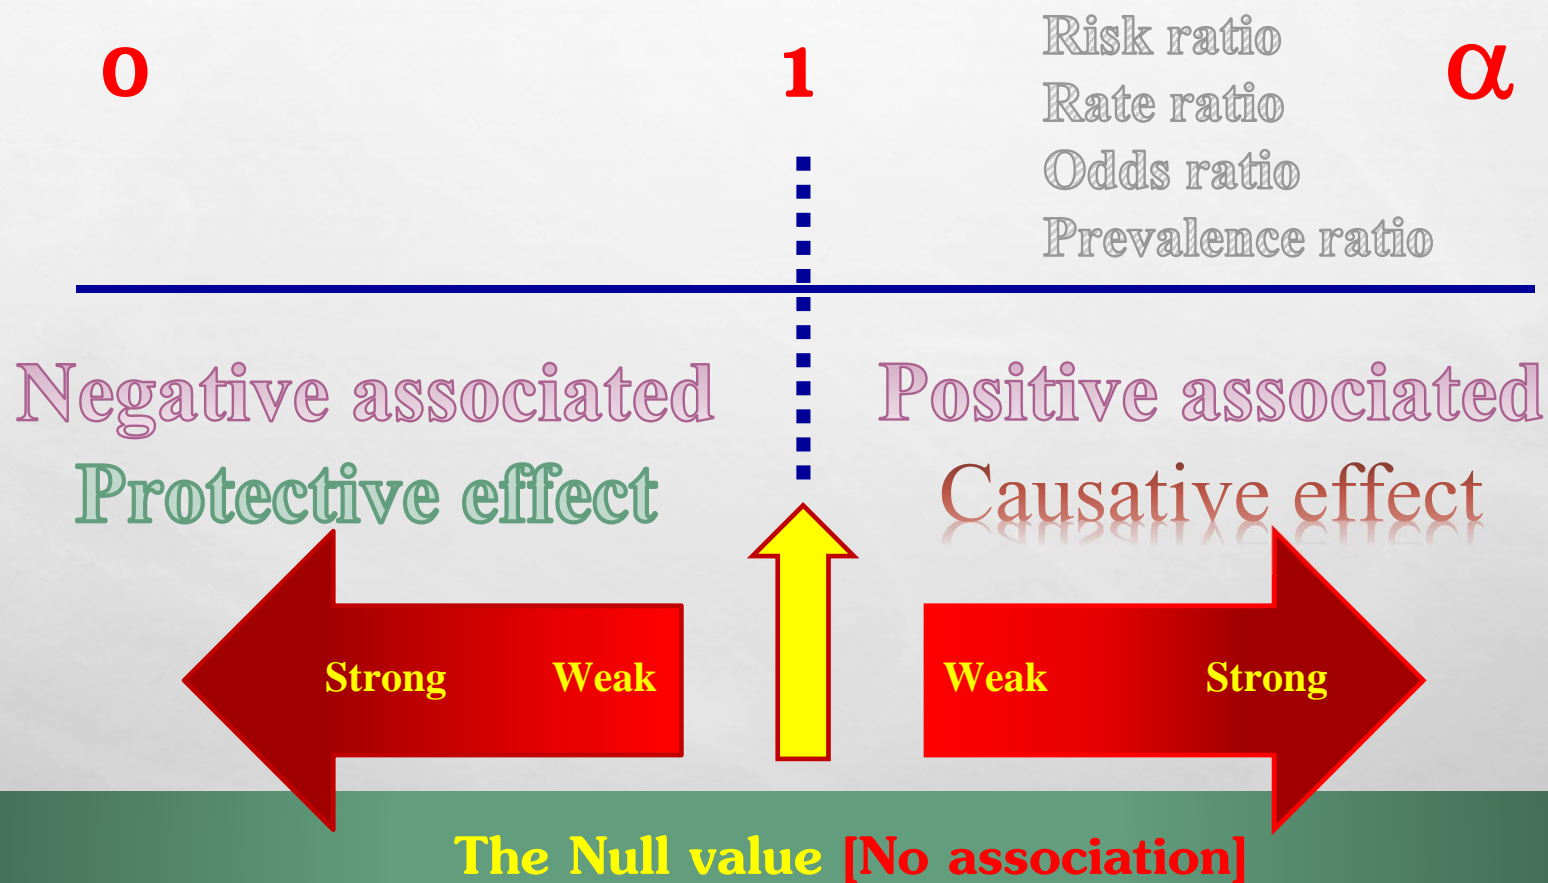 0
1
α
Risk ratio
Rate ratio
Odds ratio
Prevalence ratio
Negative associated
Positive associated
Protective effect
Causative effect
Strong Weak
Weak Strong
The Null value [No association]